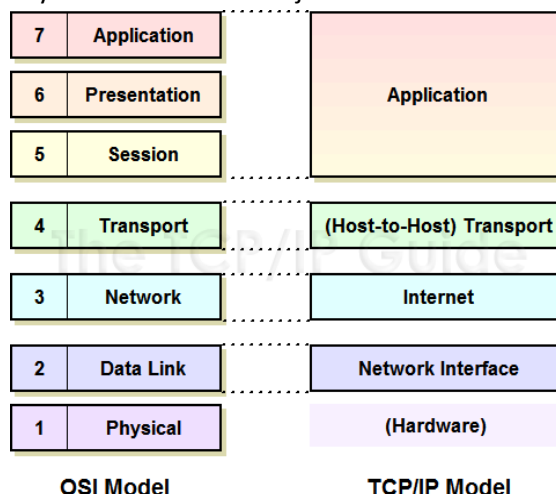 7 Application
6 Presentation Application
5 Session
4 Transport (Host-to-Host) Transport
The TCP/IP Guide
3 Network Internet
2 Data Link Network Interface
1 Physical (Hardware)
OSI Model TCP/IP Model